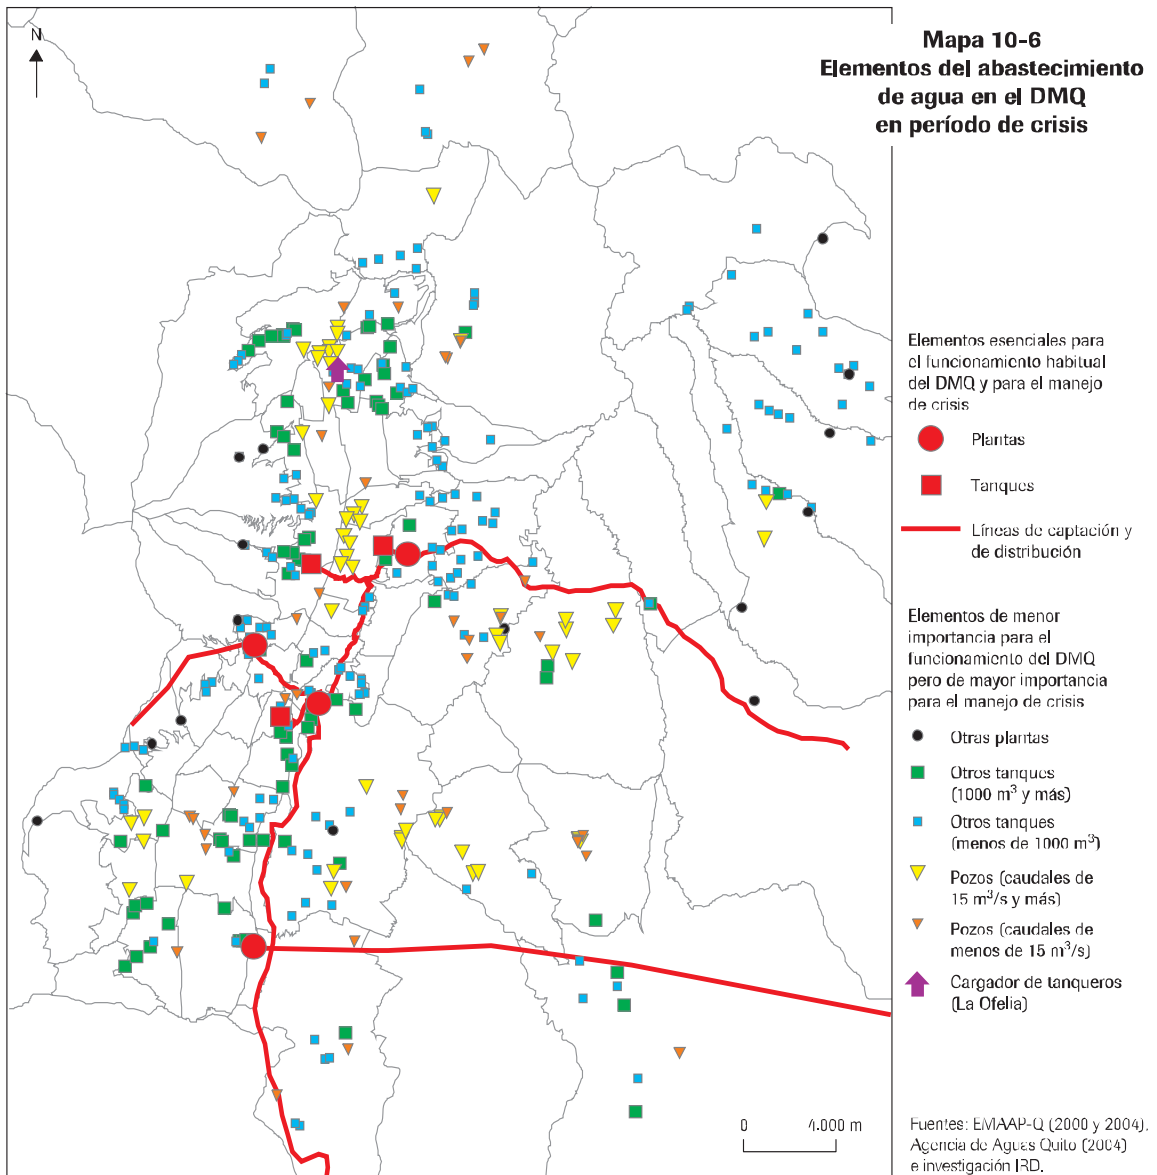 N
Mapa 10-6
Elementos del abastecimiento
de agua en el DMQ
en período de crisis
Elementos esenciales para
el funcionamiento habitual
del DMQ y para el manejo
de crisis
Plantas
Tanques
Líneas de captación y
de distribución
Elementos de menor
importancia para el
funcionamiento del DMQ
pero de mayor importancia
para el manejo de crisis
Otras plantas
Otros tanques
(1000 m³ y más)
Otros tanques
(menos de 1000 m³)
Pozos (caudales de
15 m³/s y más)
Pozos (caudales de
menos de 15 m³/s)
Cargador de tanqueros
(La Ofelia)
0 4.000 m
Fuentes: EMAAP-Q (2000 y 2004),
Agencia de Aguas Quito (2004)
e investigación IRD.